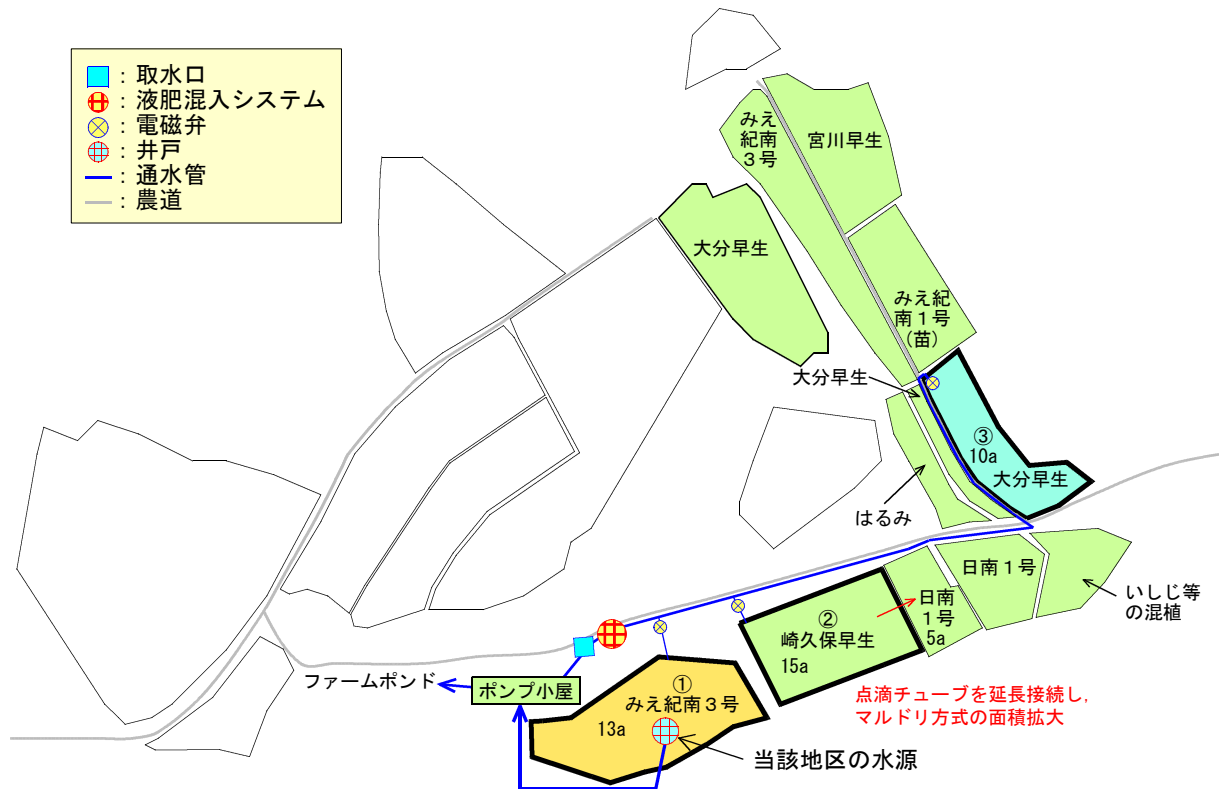 ：取水口
：液肥混入システム
：電磁弁
：井戸
：通水管
：農道
みえ
紀南
３号
宮川早生
大分早生
みえ紀
南１号
（苗）
大分早生
③
10a
大分早生
はるみ
日南１号
いしじ等
の混植
日南
１号
5a
②
崎久保早生
15a
点滴チューブを延長接続し，
マルドリ方式の面積拡大
ファームポンド
ポンプ小屋
①
みえ紀南３号
13a
当該地区の水源